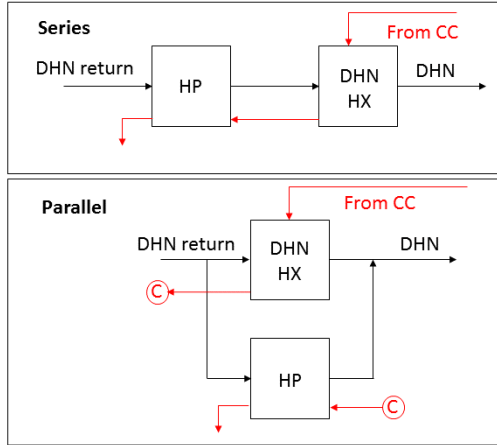 Series
From CC
DHN return
HP
DHN
HX
DHN
Parallel
From CC
DHN return
DHN
HX
DHN
C
HP
C